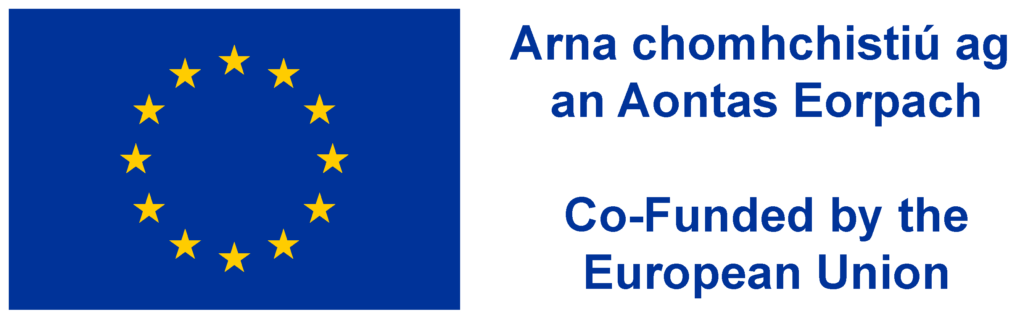 Arna chomhchistiú ag
an Aontas Eorpach
Co-Funded by the
European Union